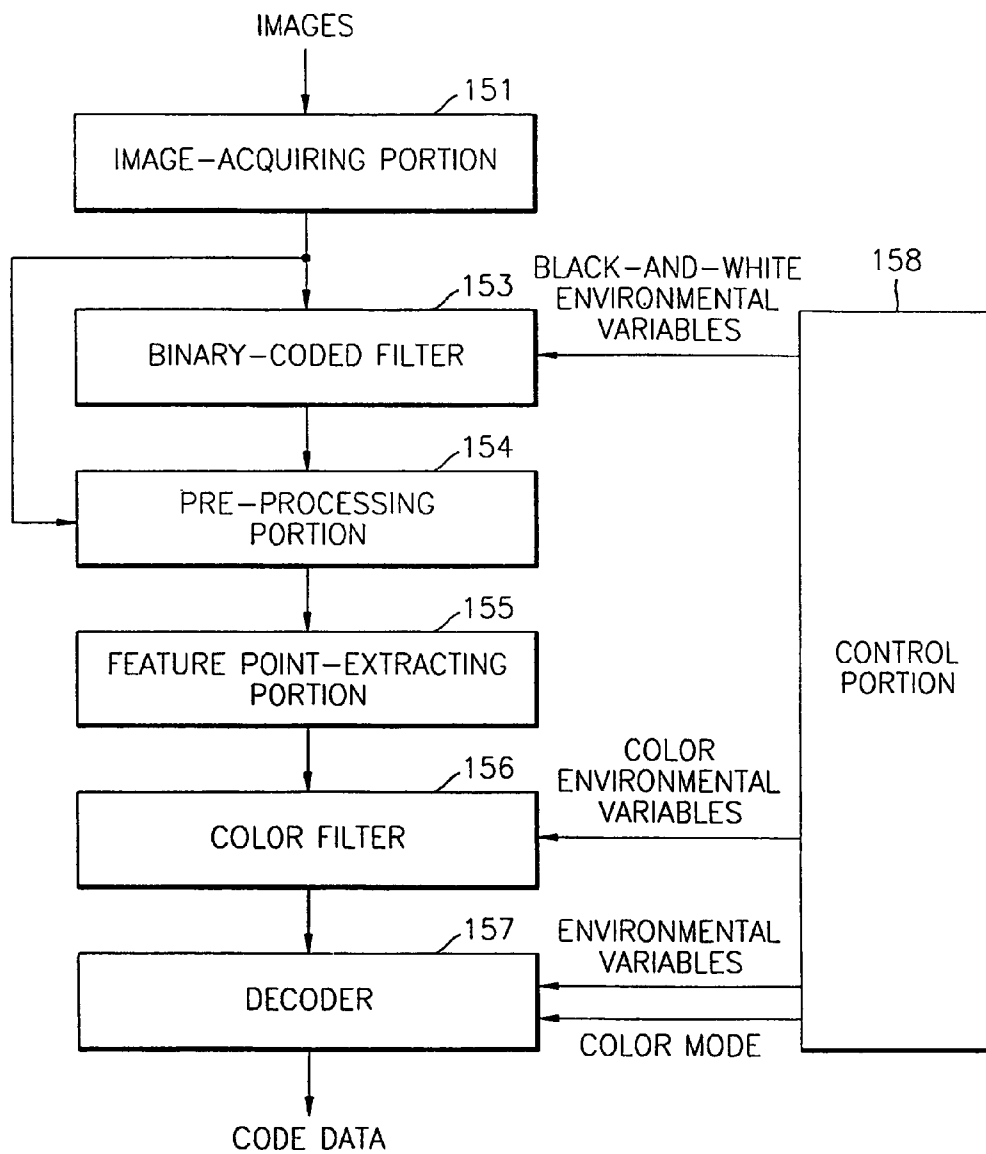 IMAGES
151
IMAGE-ACQUIRING PORTION
153
BINARY-CODED FILTER
BLACK-AND-WHITE
ENVIRONMENTAL
VARIABLES
158
154
PRE-PROCESSING
PORTION
155
FEATURE POINT-EXTRACTING
PORTION
CONTROL
PORTION
156
COLOR FILTER
COLOR
ENVIRONMENTAL
VARIABLES
157
DECODER
ENVIRONMENTAL
VARIABLES
COLOR MODE
CODE DATA